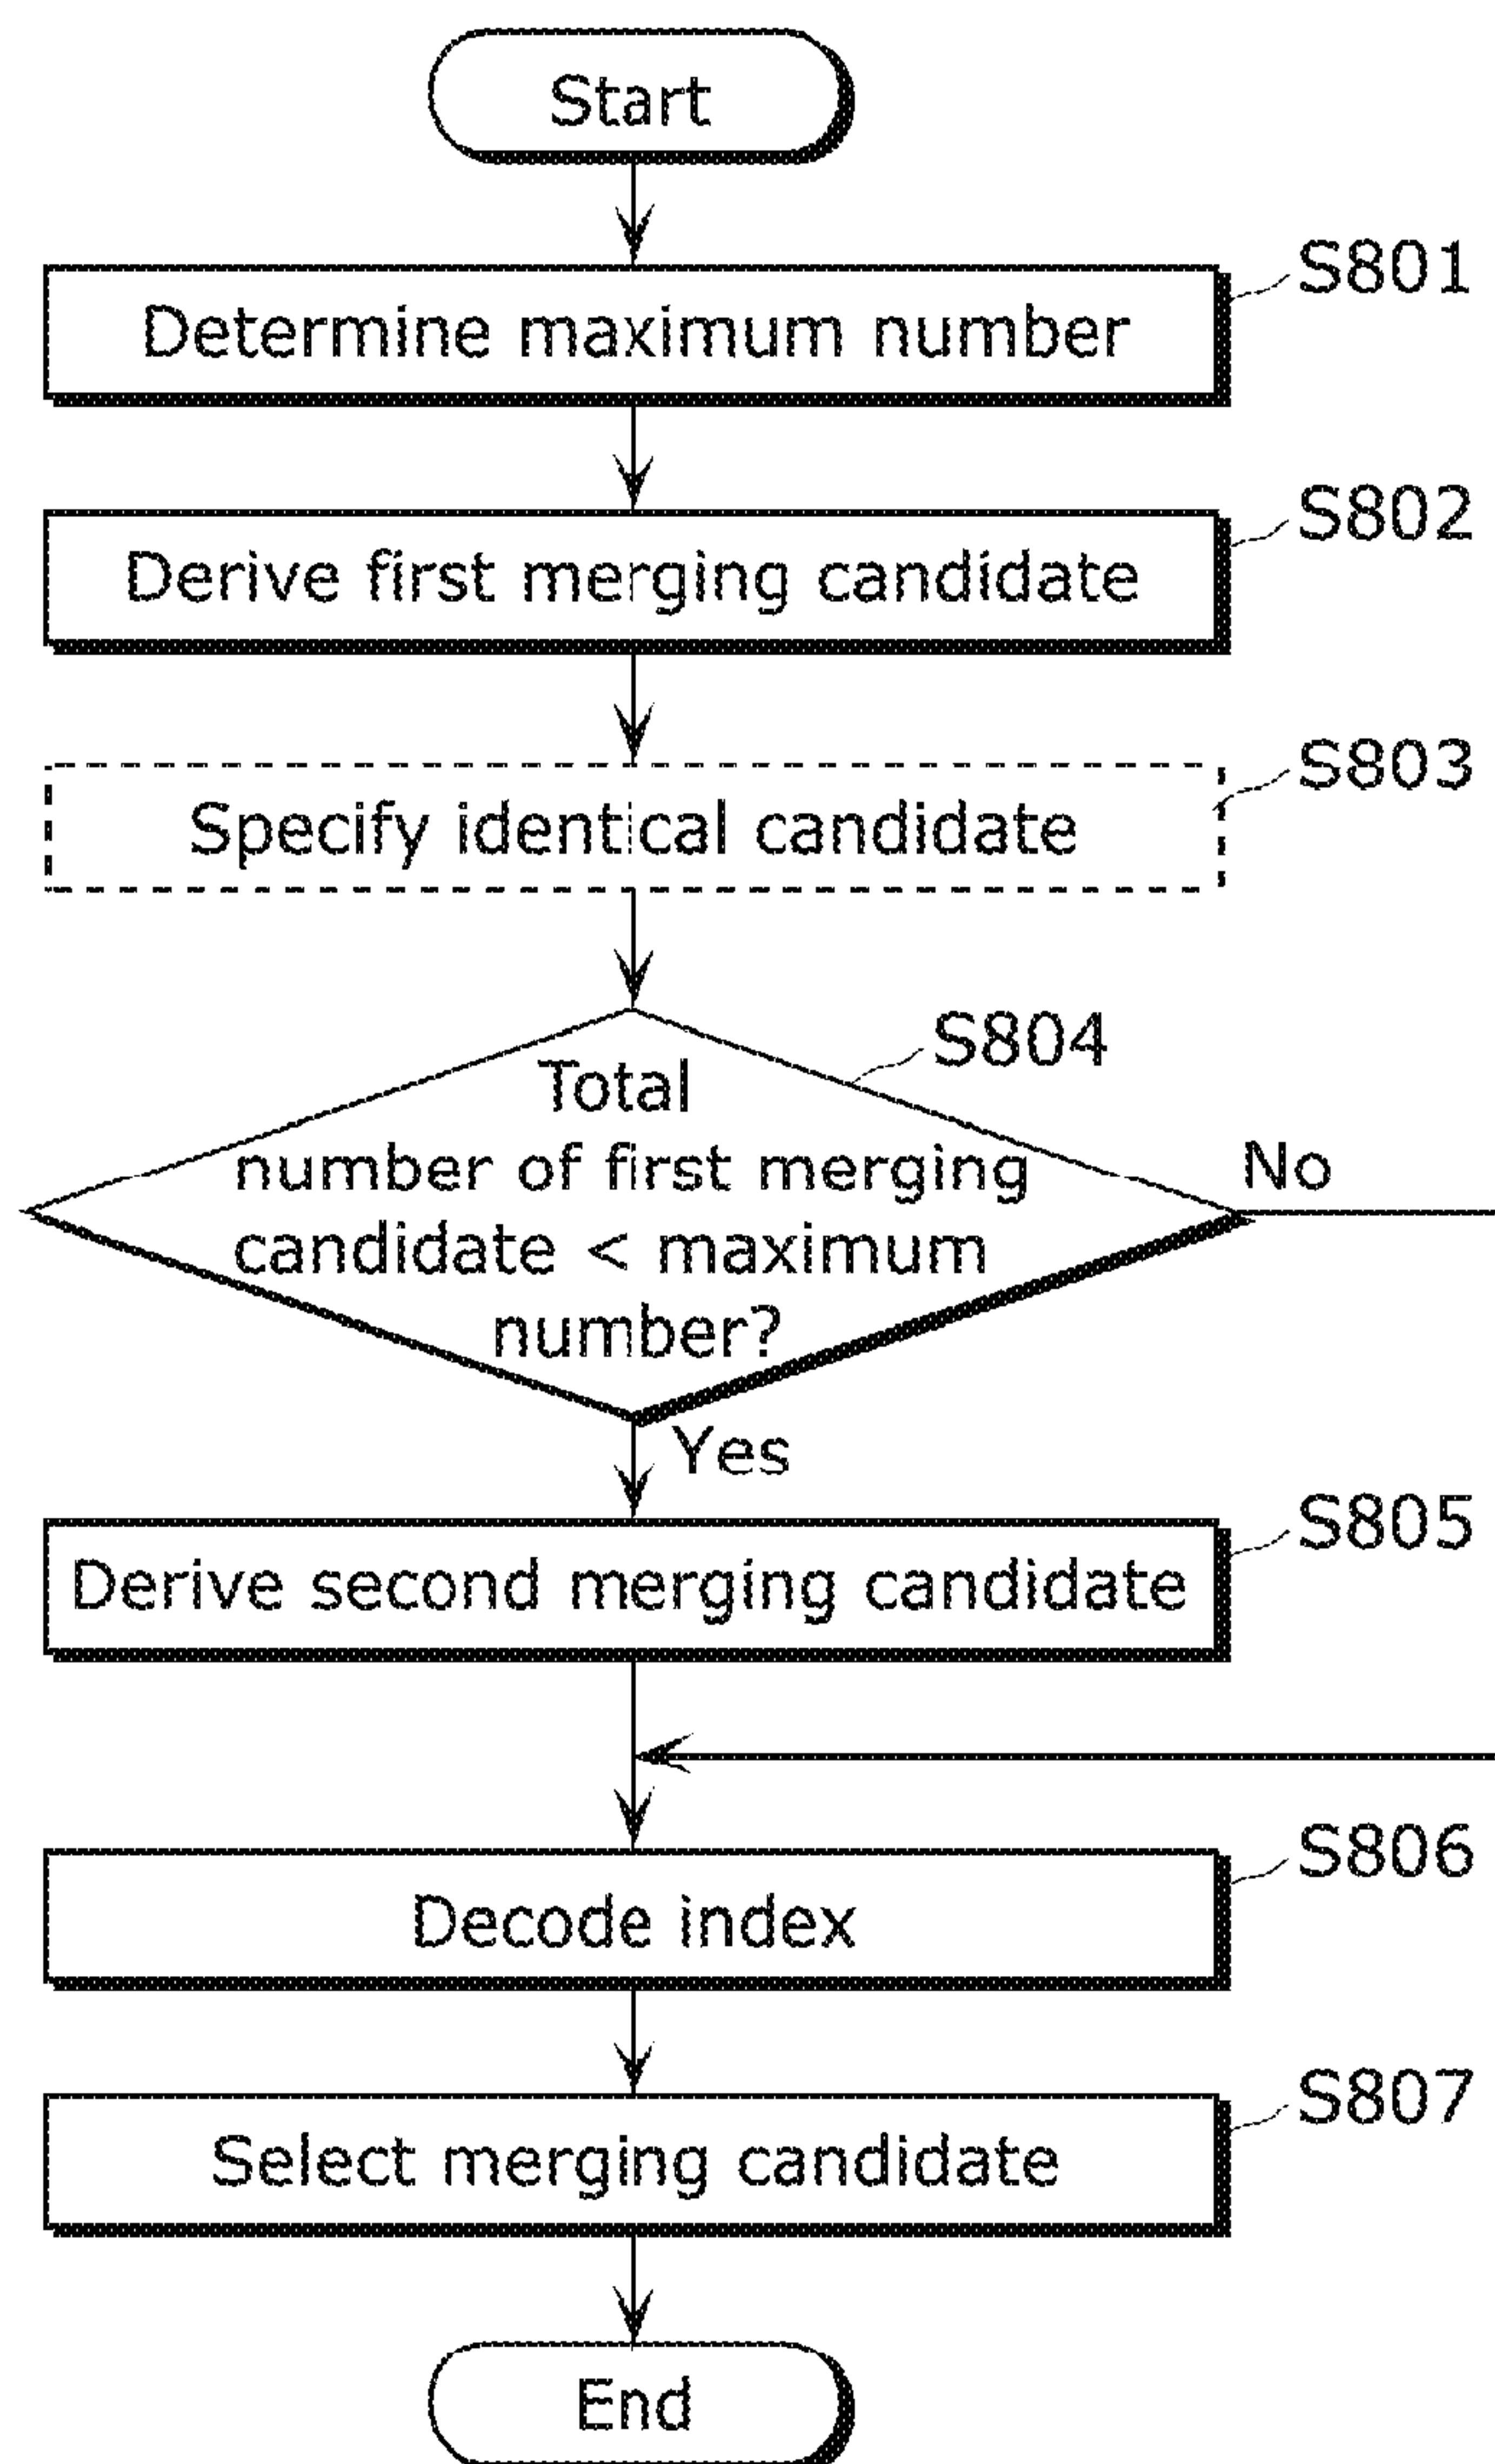 Start
S801
Determine maximum number
S802
Derive first merging candidate
S803
Specify identical candidate
S804
Total
number of first merging
candidate < maximum
number?
No
Yes
S805
Derive second merging candidate
S806
Decode index
S807
Select merging candidate
End